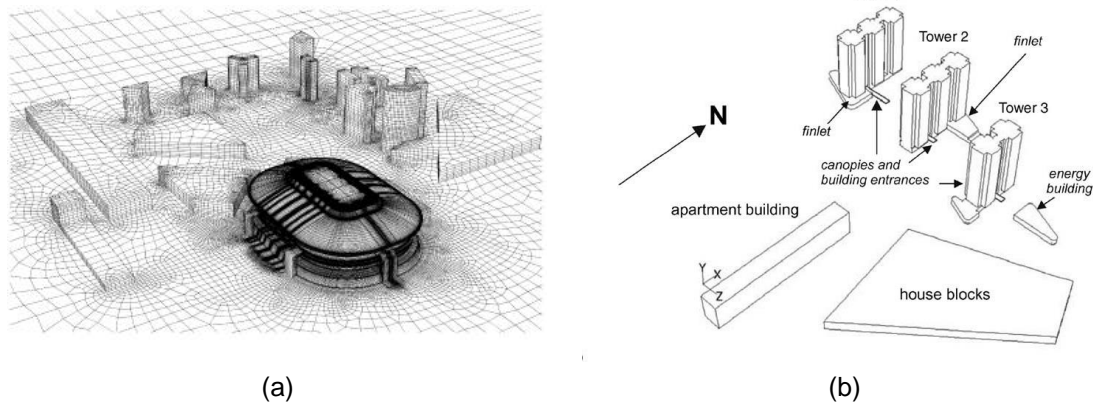 Tower 2
finlet
Tower 3
N
finlet
canopies and
building entrances
energy
building
apartment building
Y
X
Z
house blocks
(a)
(b)